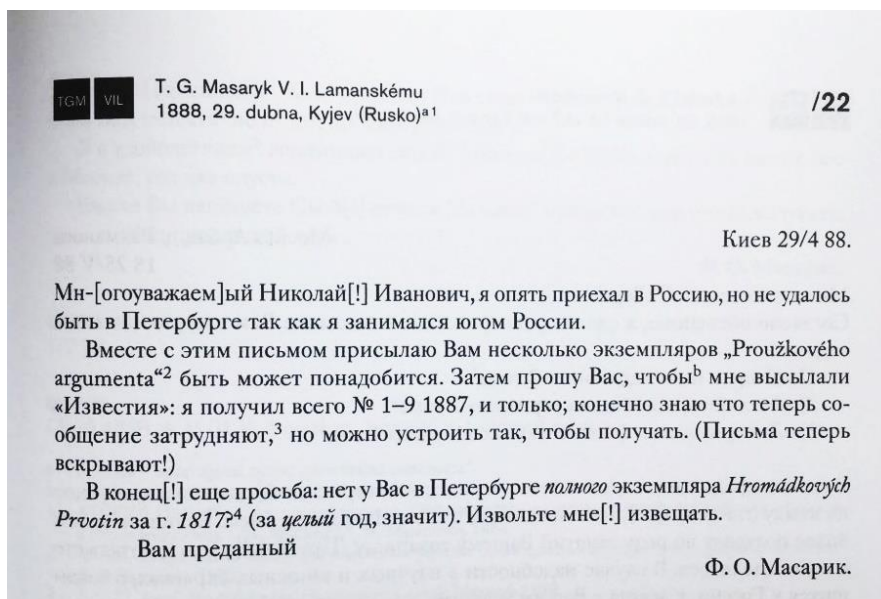 TGM VIL
T. G. Masaryk V. I. Lamanskému
1888, 29. dubna, Kyjev (Rusko)ᵃ¹
/22
Киев 29/4 88.
Мн-[огоуважаем]ый Николай[!] Иванович, я опять приехал в Россию, но не удалось
быть в Петербурге так как я занимался югом России.
Вместе с этим письмом присылаю Вам несколько экземпляров „Proužkového
argumenta“² быть может понадобится. Затем прошу Вас, чтобыᵇ мне высылали
«Известия»: я получил всего № 1–9 1887, и только; конечно знаю что теперь со-
общение затрудняют,³ но можно устроить так, чтобы получать. (Письма теперь
вскрывают!)
В конец[!] еще просьба: нет у Вас в Петербурге полного экземпляра Hromádkových
Prvotin за г. 1817?⁴ (за целый год, значит). Извольте мне[!] извещать.
Вам преданный
Ф. О. Масарик.